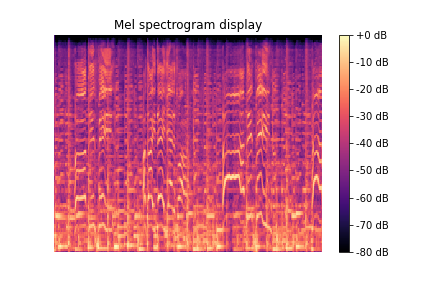 Mel spectrogram display
+0 dB
-10 dB
-20 dB
-30 dB
-40 dB
-50 dB
-60 dB
-70 dB
-80 dB